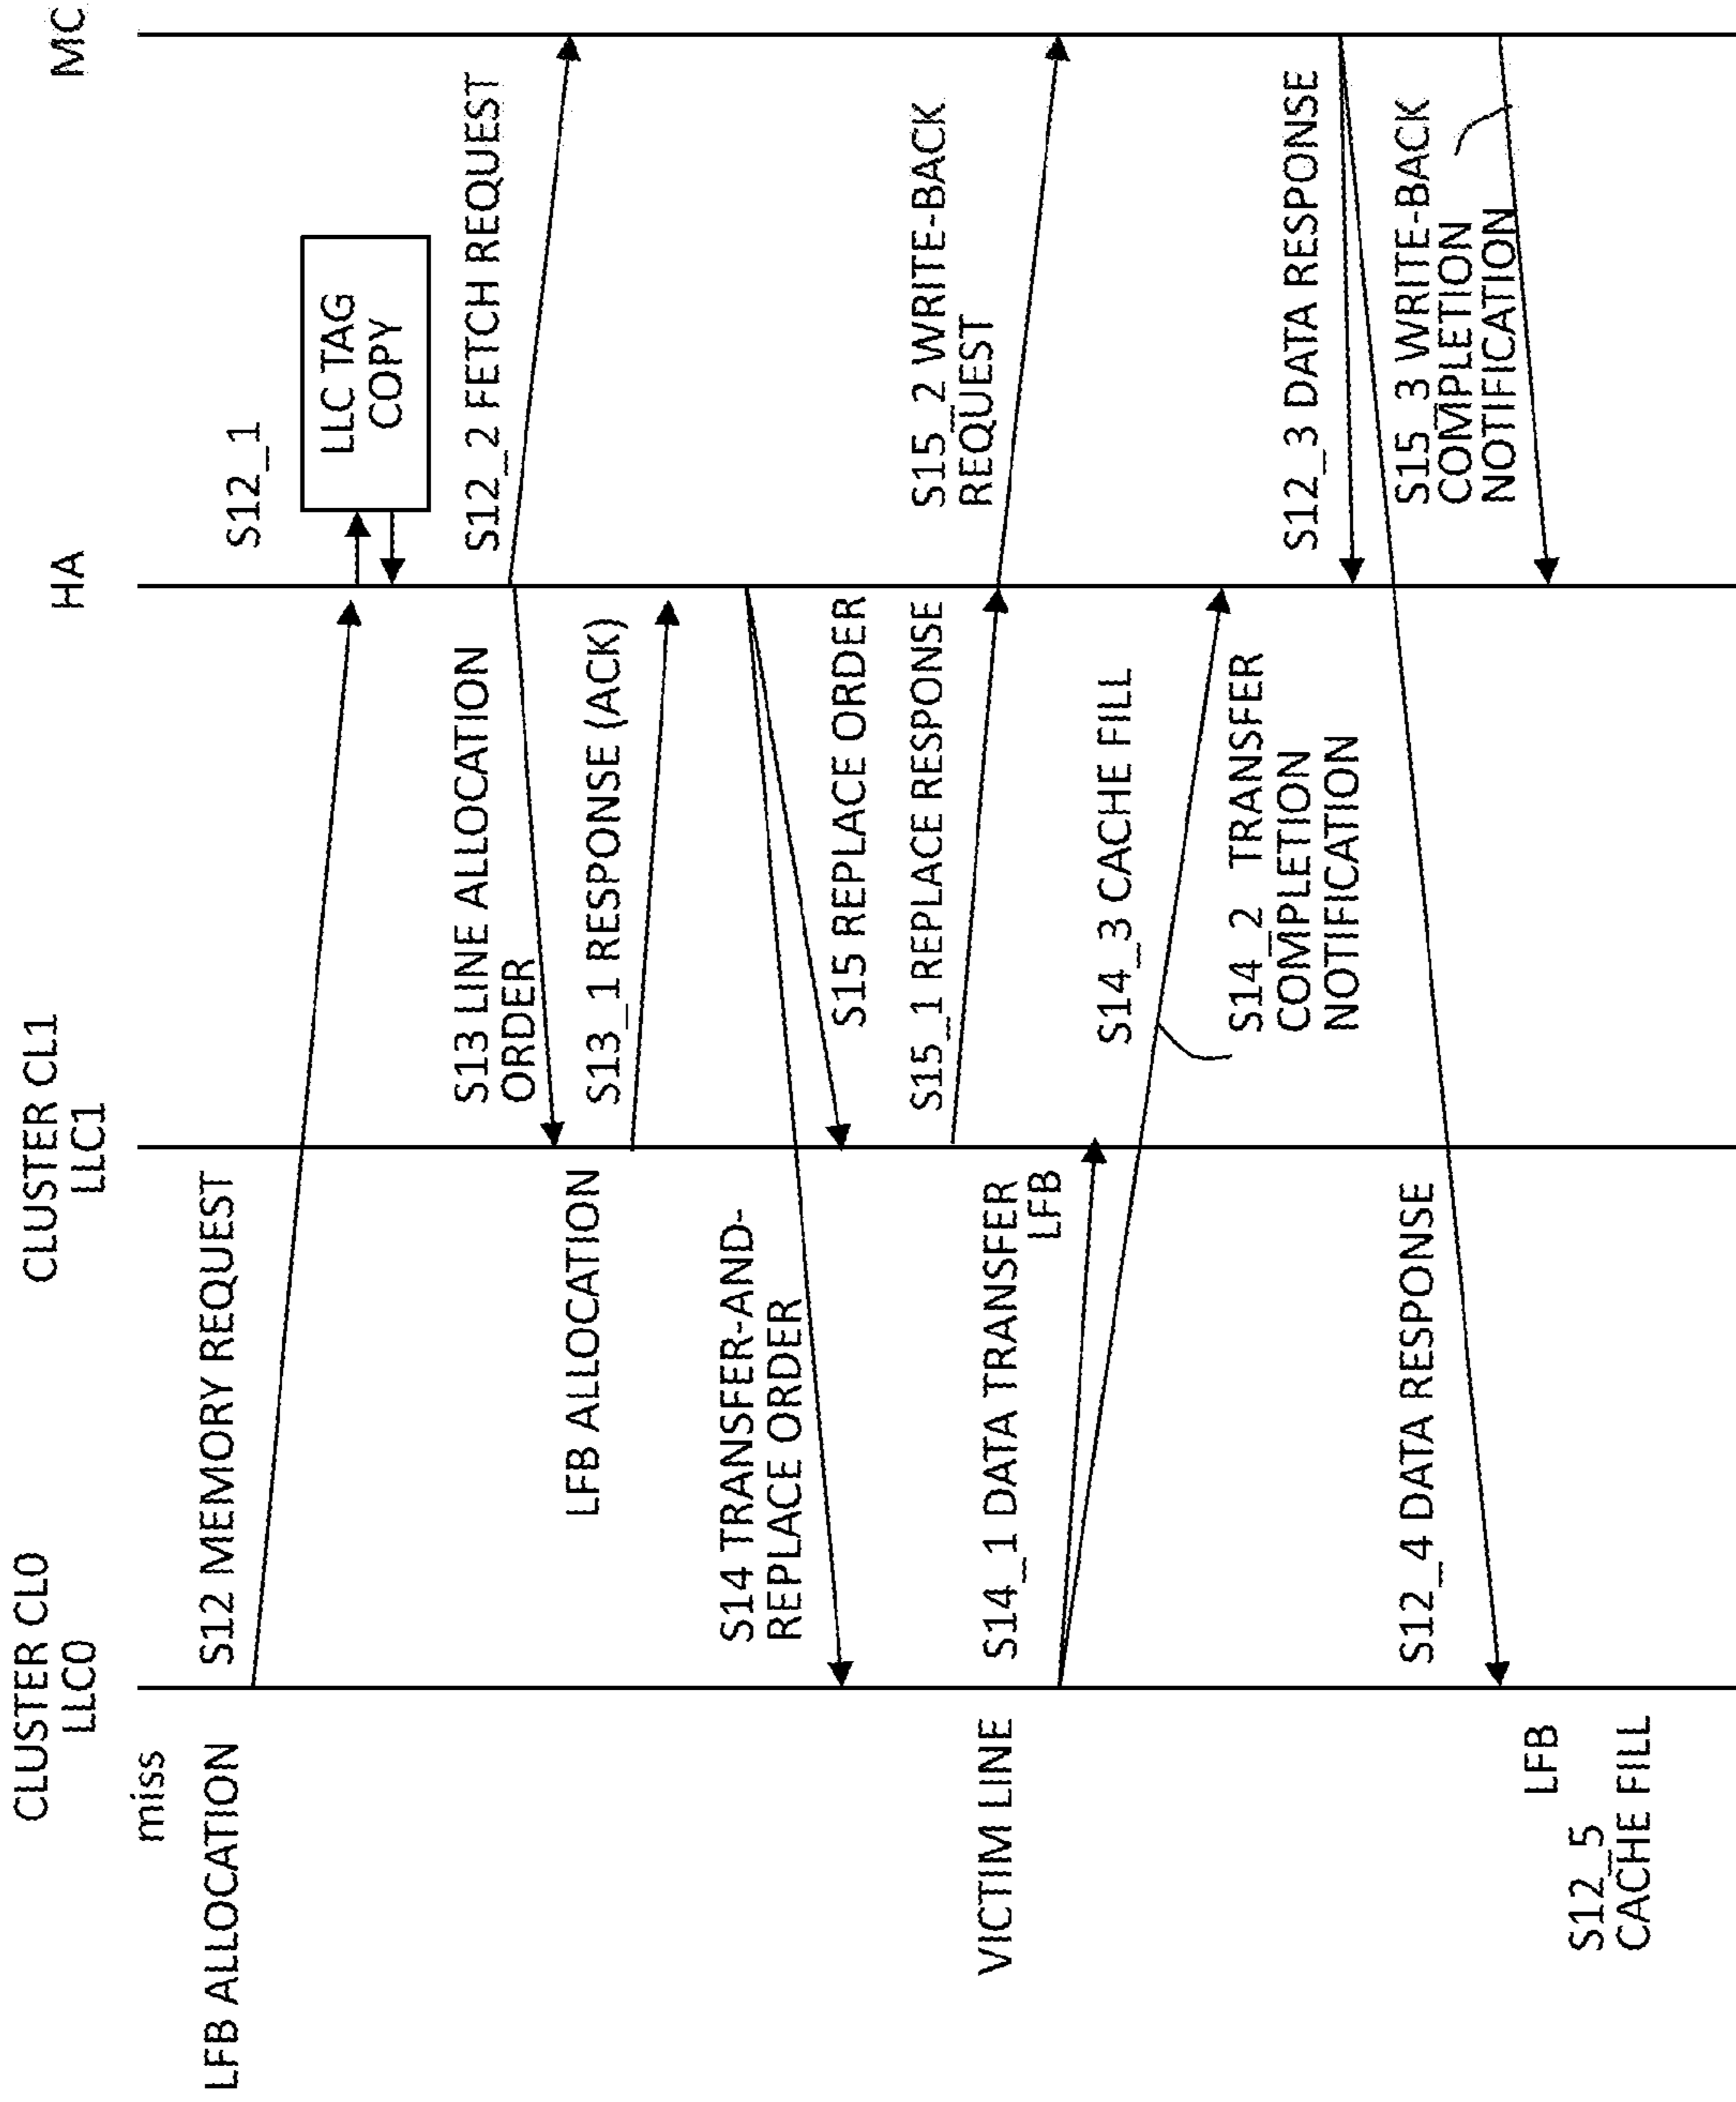 CLUSTER CL0
LLC0
CLUSTER CL1
LLC1
HA
MC
miss
LFB ALLOCATION
S12 MEMORY REQUEST
S12_1
LLC TAG
COPY
S12_2 FETCH REQUEST
S13 LINE ALLOCATION
ORDER
LFB ALLOCATION
S13_1 RESPONSE (ACK)
S14 TRANSFER-AND-
REPLACE ORDER
S15 REPLACE ORDER
S15_1 REPLACE RESPONSE
S15_2 WRITE-BACK
REQUEST
VICTIM LINE
S14_1 DATA TRANSFER
LFB
S14_3 CACHE FILL
S14_2 TRANSFER
COMPLETION
NOTIFICATION
S12_3 DATA RESPONSE
S15_3 WRITE-BACK
COMPLETION
NOTIFICATION
S12_4 DATA RESPONSE
LFB
S12_5
CACHE FILL